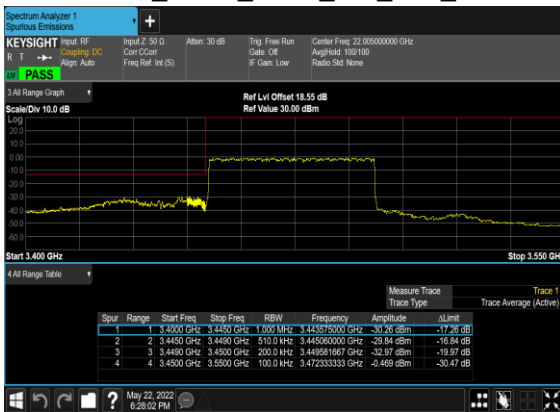 Spectrum Analyzer 1
Spurious Emissions
KEYSIGHT Input: RF Input Z: 50 Ω Atten: 30 dB Trig: Free Run Center Freq: 22.005000000 GHz
R T Coupling: DC Corr CCorr Gate: Off Avg|Hold: 100/100
Align: Auto Freq Ref: Int (S) IF Gain: Low Radio Std: None
PASS
3 All Range Graph
Ref Lvl Offset 18.55 dB
Scale/Div 10.0 dB Ref Value 30.00 dBm
Log
20.0
10.0
0.00
-10.0
-20.0
-30.0
-40.0
-50.0
-60.0
Start 3.400 GHz Stop 3.550 GH
4 All Range Table
Measure Trace Trace 1
Trace Type Trace Average (Active)
Spur Range Start Freq Stop Freq RBW Frequency Amplitude ΔLimit
1 1 3.4000 GHz 3.4450 GHz 1.000 MHz 3.443575000 GHz -30.26 dBm -17.26 dB
2 2 3.4450 GHz 3.4490 GHz 510.0 kHz 3.445060000 GHz -29.84 dBm -16.84 dB
3 3 3.4490 GHz 3.4500 GHz 200.0 kHz 3.449581667 GHz -32.97 dBm -19.97 dB
4 4 3.4500 GHz 3.5500 GHz 100.0 kHz 3.472333333 GHz -0.469 dBm -30.47 dB
May 22, 2022
6:28:02 PM